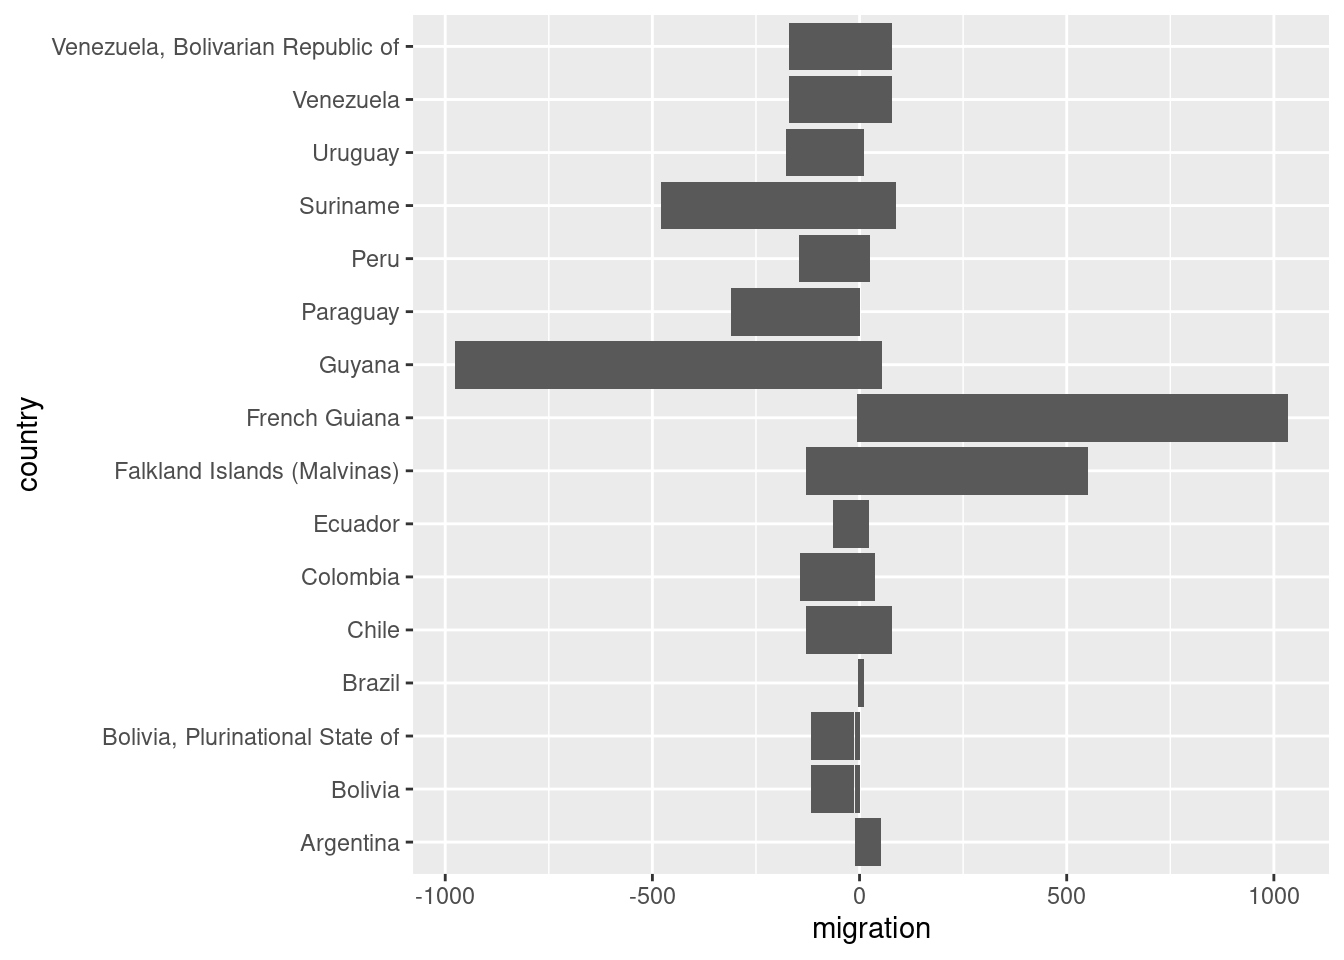 Venezuela, Bolivarian Republic of
Venezuela
Uruguay
Suriname
Peru
Paraguay
Guyana
French Guiana
Falkland Islands (Malvinas)
Ecuador
Colombia
Chile
Brazil
Bolivia, Plurinational State of
Bolivia
Argentina
country
-1000 -500 0 500 1000
migration